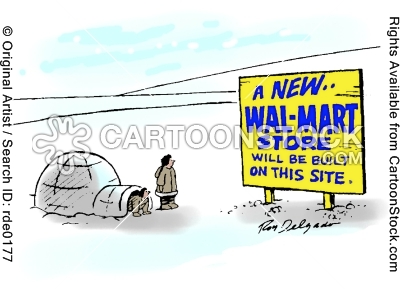 © Original Artist / Search ID: rde0177
Rights Available from CartoonStock.com
A NEW..
WAL-MART
STORE
WILL BE BUILT
ON THIS SITE.
CARTOONSTOCK
.com
Ron Delgado